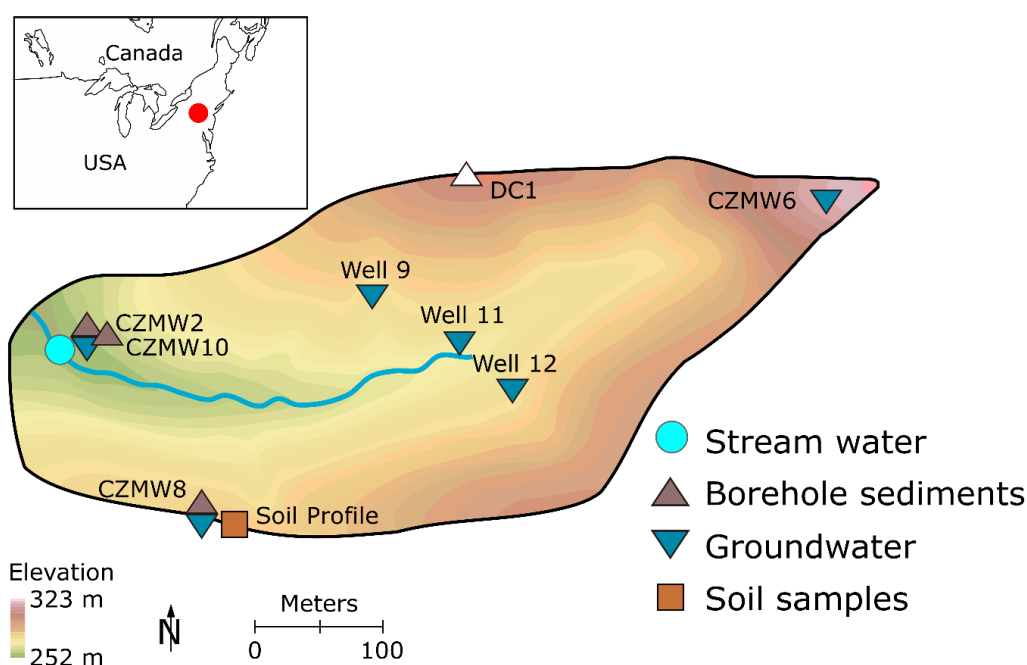 Canada
USA
DC1
CZMW6
Well 9
Well 11
CZMW2
CZMW10
Well 12
Stream water
CZMW8
Borehole sediments
Soil Profile
Groundwater
Elevation
323 m
252 m
N
Meters
0 100
Soil samples